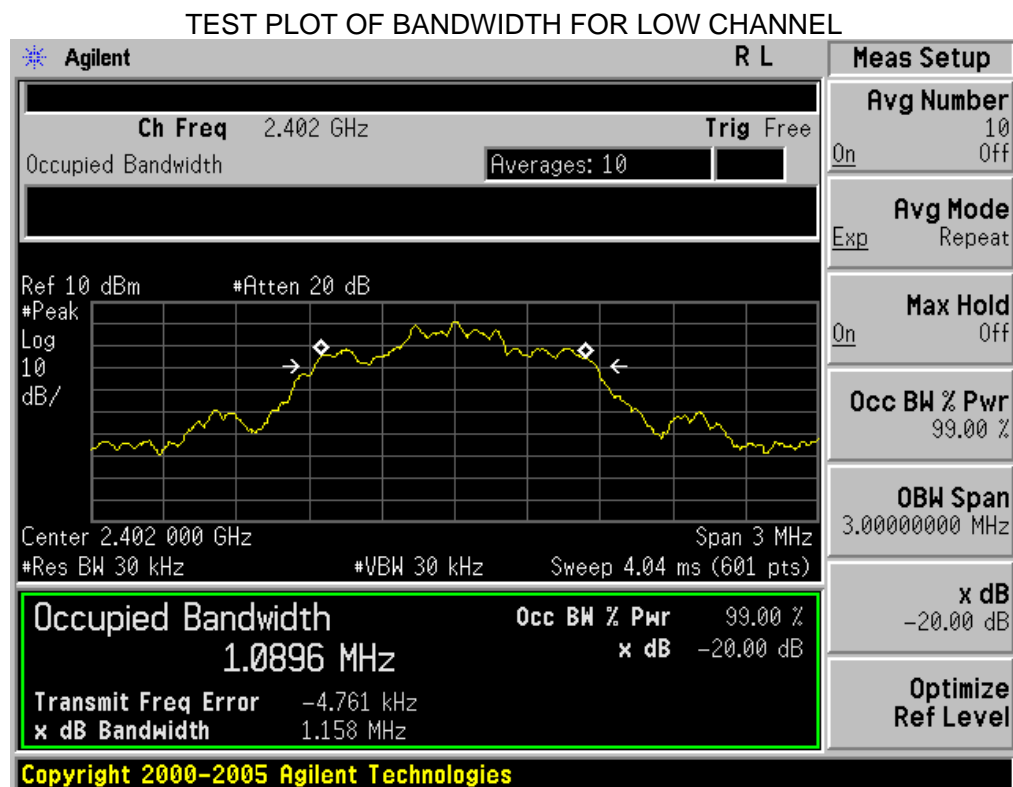 TEST PLOT OF BANDWIDTH FOR LOW CHANNEL
Agilent R L
Ch Freq 2.402 GHz Trig Free
Occupied Bandwidth Averages: 10
Ref 10 dBm #Atten 20 dB
#Peak
Log
10
dB/
Center 2.402 000 GHz Span 3 MHz
#Res BW 30 kHz #VBW 30 kHz Sweep 4.04 ms (601 pts)
Occupied Bandwidth Occ BW % Pwr 99.00 %
1.0896 MHz x dB -20.00 dB
Transmit Freq Error -4.761 kHz
x dB Bandwidth 1.158 MHz
Copyright 2000-2005 Agilent Technologies
Meas Setup
Avg Number
10
On Off
Avg Mode
Exp Repeat
Max Hold
On Off
Occ BW % Pwr
99.00 %
OBW Span
3.00000000 MHz
x dB
-20.00 dB
Optimize
Ref Level